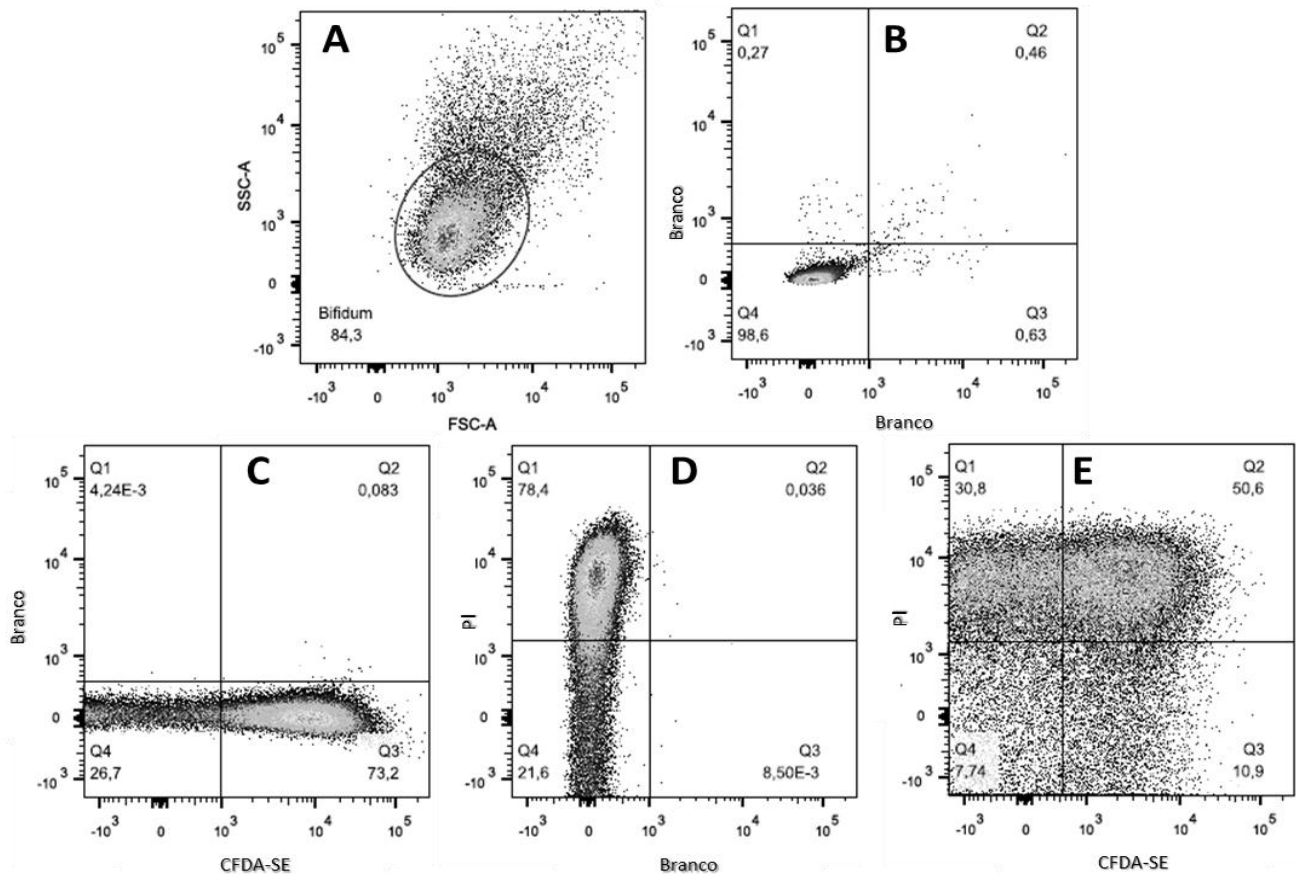 A
SSC-A
10^5
10^4
10^3
0
-10^3
Bifidum
84,3
-10^3
0
10^3
10^4
10^5
FSC-A
B
Branco
10^5
10^4
10^3
0
-10^3
Q1
0,27
Q2
0,46
Q4
98,6
Q3
0,63
-10^3
0
10^3
10^4
10^5
Branco
C
Branco
10^5
10^4
10^3
0
-10^3
Q1
4,24E-3
Q2
0,083
Q4
26,7
Q3
73,2
-10^3
0
10^3
10^4
10^5
CFDA-SE
D
PI
10^5
10^4
10^3
0
-10^3
Q1
78,4
Q2
0,036
Q4
21,6
Q3
8,50E-3
-10^3
0
10^3
10^4
10^5
Branco
E
PI
10^5
10^4
10^3
0
-10^3
Q1
30,8
Q2
50,6
Q4
7,74
Q3
10,9
-10^3
0
10^3
10^4
10^5
CFDA-SE